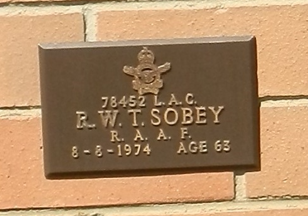 78452 L.A.C.
R.W.T. SOBEY
R. A. A. F.
8-8-1974 AGE 63